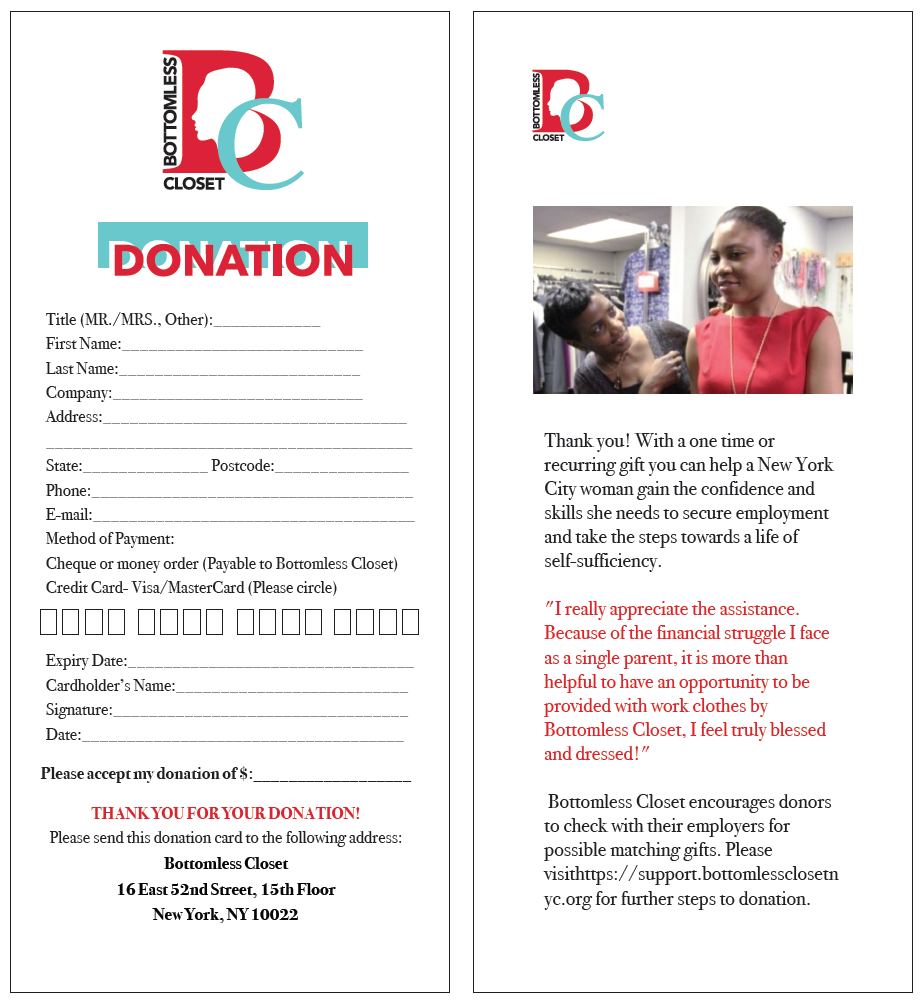 BOTTOMLESS
CLOSET
BC
DONATION
Title (MR./MRS., Other):____________
First Name:___________________________
Last Name:___________________________
Company:____________________________
Address:__________________________________
_________________________________________
State:______________ Postcode:_______________
Phone:____________________________________
E-mail:____________________________________
Method of Payment:
Cheque or money order (Payable to Bottomless Closet)
Credit Card- Visa/MasterCard (Please circle)
Expiry Date:________________________________
Cardholder's Name:__________________________
Signature:_________________________________
Date:____________________________________
Please accept my donation of $:__________________
THANK YOU FOR YOUR DONATION!
Please send this donation card to the following address:
Bottomless Closet
16 East 52nd Street, 15th Floor
New York, NY 10022
BOTTOMLESS
CLOSET
BC
Thank you! With a one time or
recurring gift you can help a New York
City woman gain the confidence and
skills she needs to secure employment
and take the steps towards a life of
self-sufficiency.
"I really appreciate the assistance.
Because of the financial struggle I face
as a single parent, it is more than
helpful to have an opportunity to be
provided with work clothes by
Bottomless Closet, I feel truly blessed
and dressed!"
Bottomless Closet encourages donors
to check with their employers for
possible matching gifts. Please
visithttps://support.bottomlessclosetn
yc.org for further steps to donation.